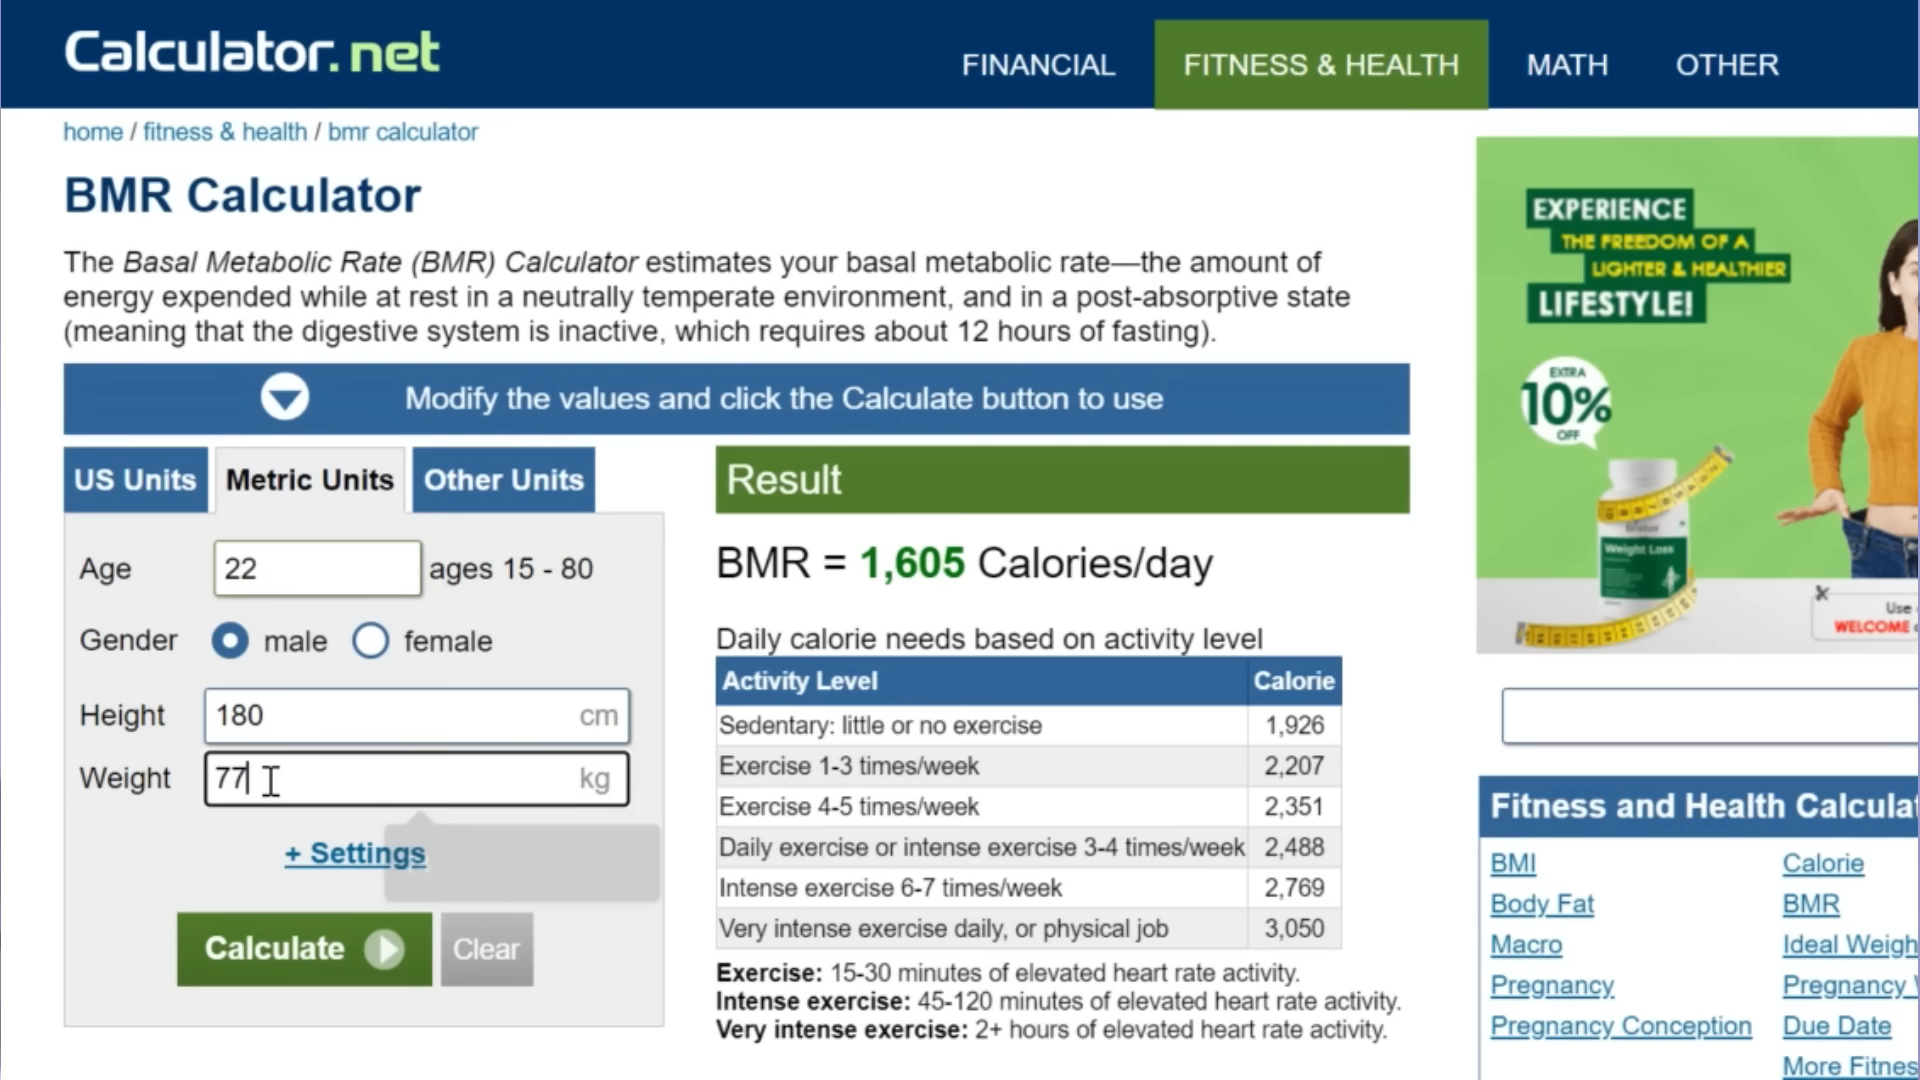 Calculator.net
FINANCIAL
FITNESS & HEALTH
MATH
OTHER
home / fitness & health / bmr calculator
BMR Calculator
The Basal Metabolic Rate (BMR) Calculator estimates your basal metabolic rate—the amount of
energy expended while at rest in a neutrally temperate environment, and in a post-absorptive state
(meaning that the digestive system is inactive, which requires about 12 hours of fasting).
Modify the values and click the Calculate button to use
US Units
Metric Units
Other Units
Age
22
ages 15 - 80
Gender
male
female
Height
180
cm
Weight
77
kg
+ Settings
Calculate
Clear
Result
BMR = 1,605 Calories/day
Daily calorie needs based on activity level
Activity Level Calorie
Sedentary: little or no exercise 1,926
Exercise 1-3 times/week 2,207
Exercise 4-5 times/week 2,351
Daily exercise or intense exercise 3-4 times/week 2,488
Intense exercise 6-7 times/week 2,769
Very intense exercise daily, or physical job 3,050
Exercise: 15-30 minutes of elevated heart rate activity.
Intense exercise: 45-120 minutes of elevated heart rate activity.
Very intense exercise: 2+ hours of elevated heart rate activity.
EXPERIENCE
THE FREEDOM OF A
LIGHTER & HEALTHIER
LIFESTYLE!
EXTRA
10%
OFF
Weight Loss
Use
WELCOME
Fitness and Health Calculat
BMI Calorie
Body Fat BMR
Macro Ideal Weigh
Pregnancy Pregnancy
Pregnancy Conception Due Date
More Fitnes